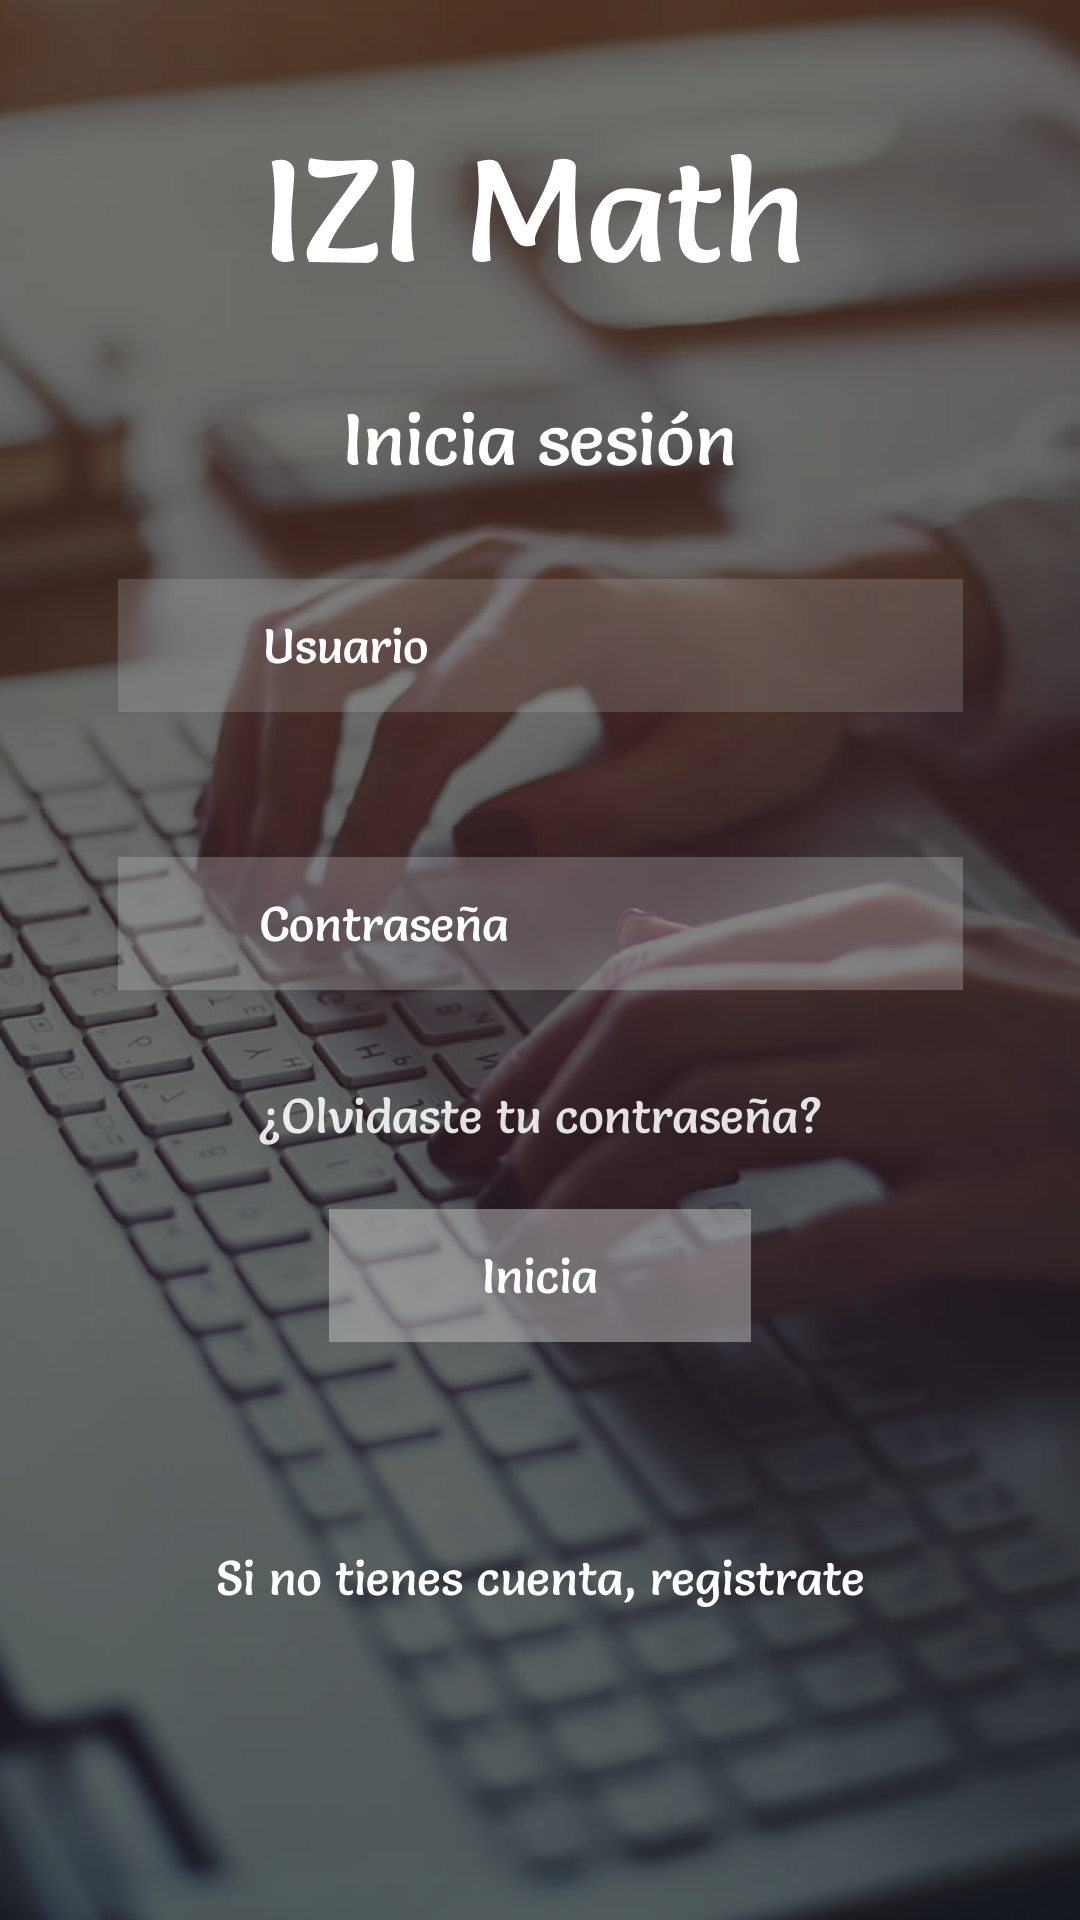 IZI Math
Inicia sesión
Usuario
Contraseña
¿Olvidaste tu contraseña?
Inicia
Si no tienes cuenta, registrate